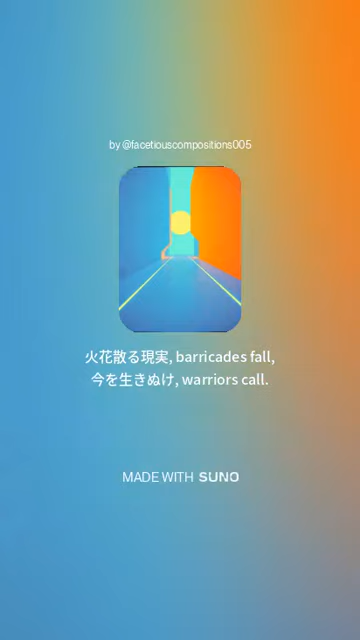 by @facetiouscompositions005
火花散る現実, barricades fall,
今を生きぬけ, warriors call.
MADE WITH SUNO